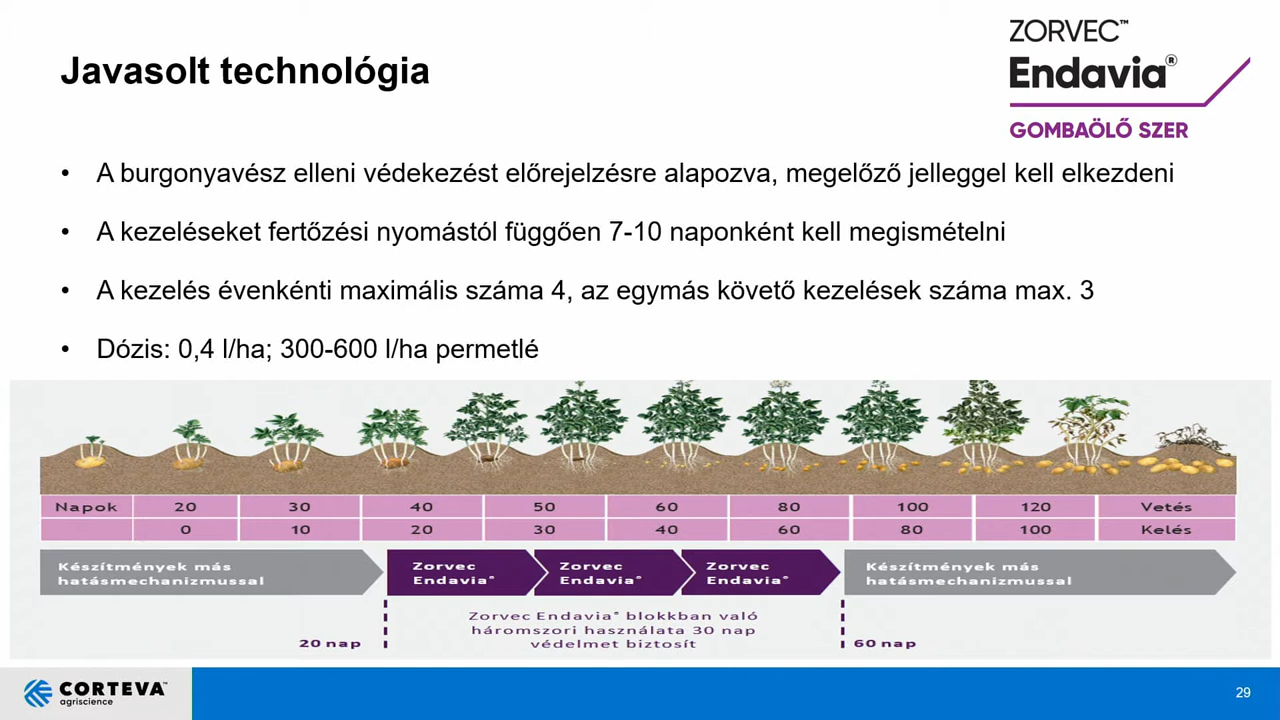 Javasolt technológia
ZORVEC™
Endavia®
GOMBAÖLŐ SZER
• A burgonyavész elleni védekezést előrejelzésre alapozva, megelőző jelleggel kell elkezdeni
• A kezeléseket fertőzési nyomástól függően 7-10 naponként kell megismételni
• A kezelés évenkénti maximális száma 4, az egymás követő kezelések száma max. 3
• Dózis: 0,4 l/ha; 300-600 l/ha permetlé
Napok 20 30 40 50 60 80 100 120 Vetés
0 10 20 30 40 60 80 100 Kelés
Készítmények más
hatásmechanizmussal
Zorvec
Endavia®
Zorvec
Endavia®
Zorvec
Endavia®
Készítmények más
hatásmechanizmussal
20 nap
Zorvec Endavia® blokkban való
háromszori használata 30 nap
védelmet biztosít
60 nap
CORTEVA™
agriscience
29